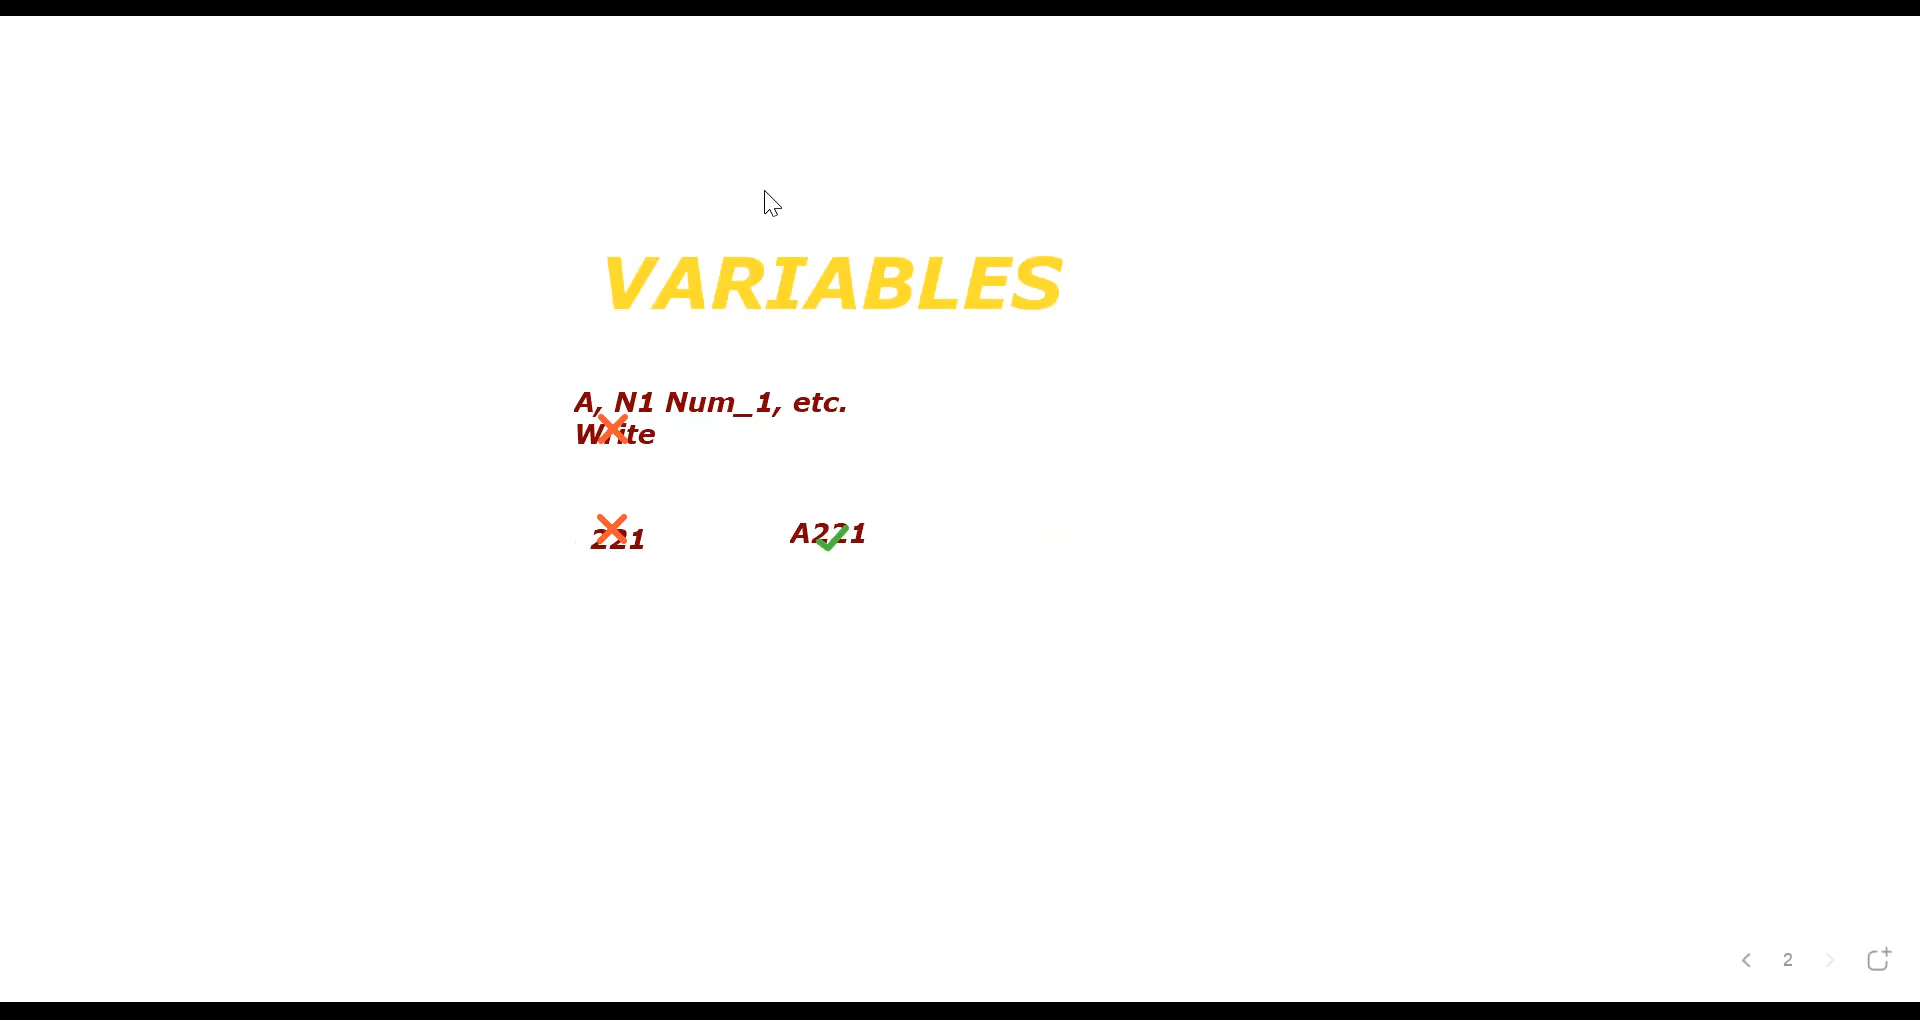 VARIABLES
A, N1 Num_1, etc.
Write
221 A221
2